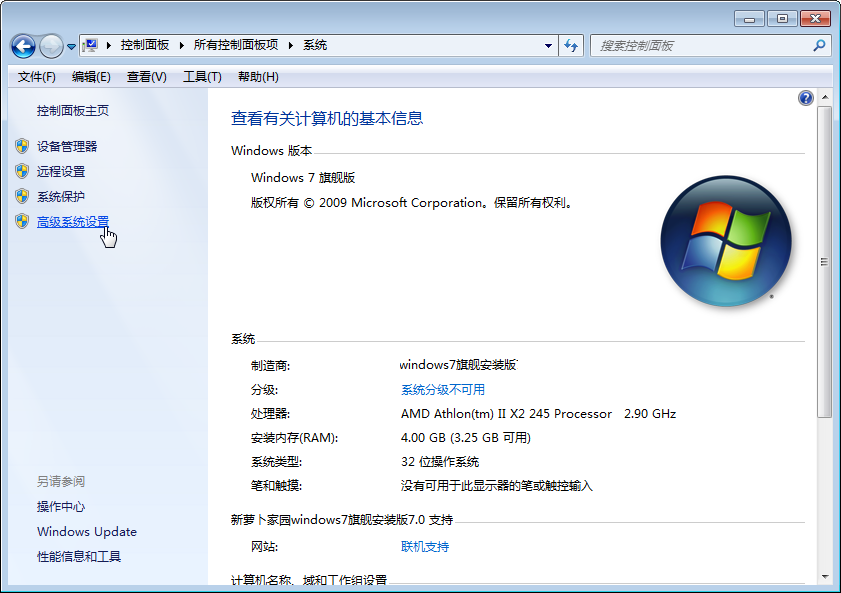 控制面板 ▸ 所有控制面板项 ▸ 系统
搜索控制面板
文件(F) 编辑(E) 查看(V) 工具(T) 帮助(H)
控制面板主页
设备管理器
远程设置
系统保护
高级系统设置
另请参阅
操作中心
Windows Update
性能信息和工具
查看有关计算机的基本信息
Windows 版本
Windows 7 旗舰版
版权所有 © 2009 Microsoft Corporation。保留所有权利。
系统
制造商: windows7旗舰安装版
分级: 系统分级不可用
处理器: AMD Athlon(tm) II X2 245 Processor 2.90 GHz
安装内存(RAM): 4.00 GB (3.25 GB 可用)
系统类型: 32 位操作系统
笔和触摸: 没有可用于此显示器的笔或触控输入
新萝卜家园windows7旗舰安装版7.0 支持
网站: 联机支持
计算机名称、域和工作组设置